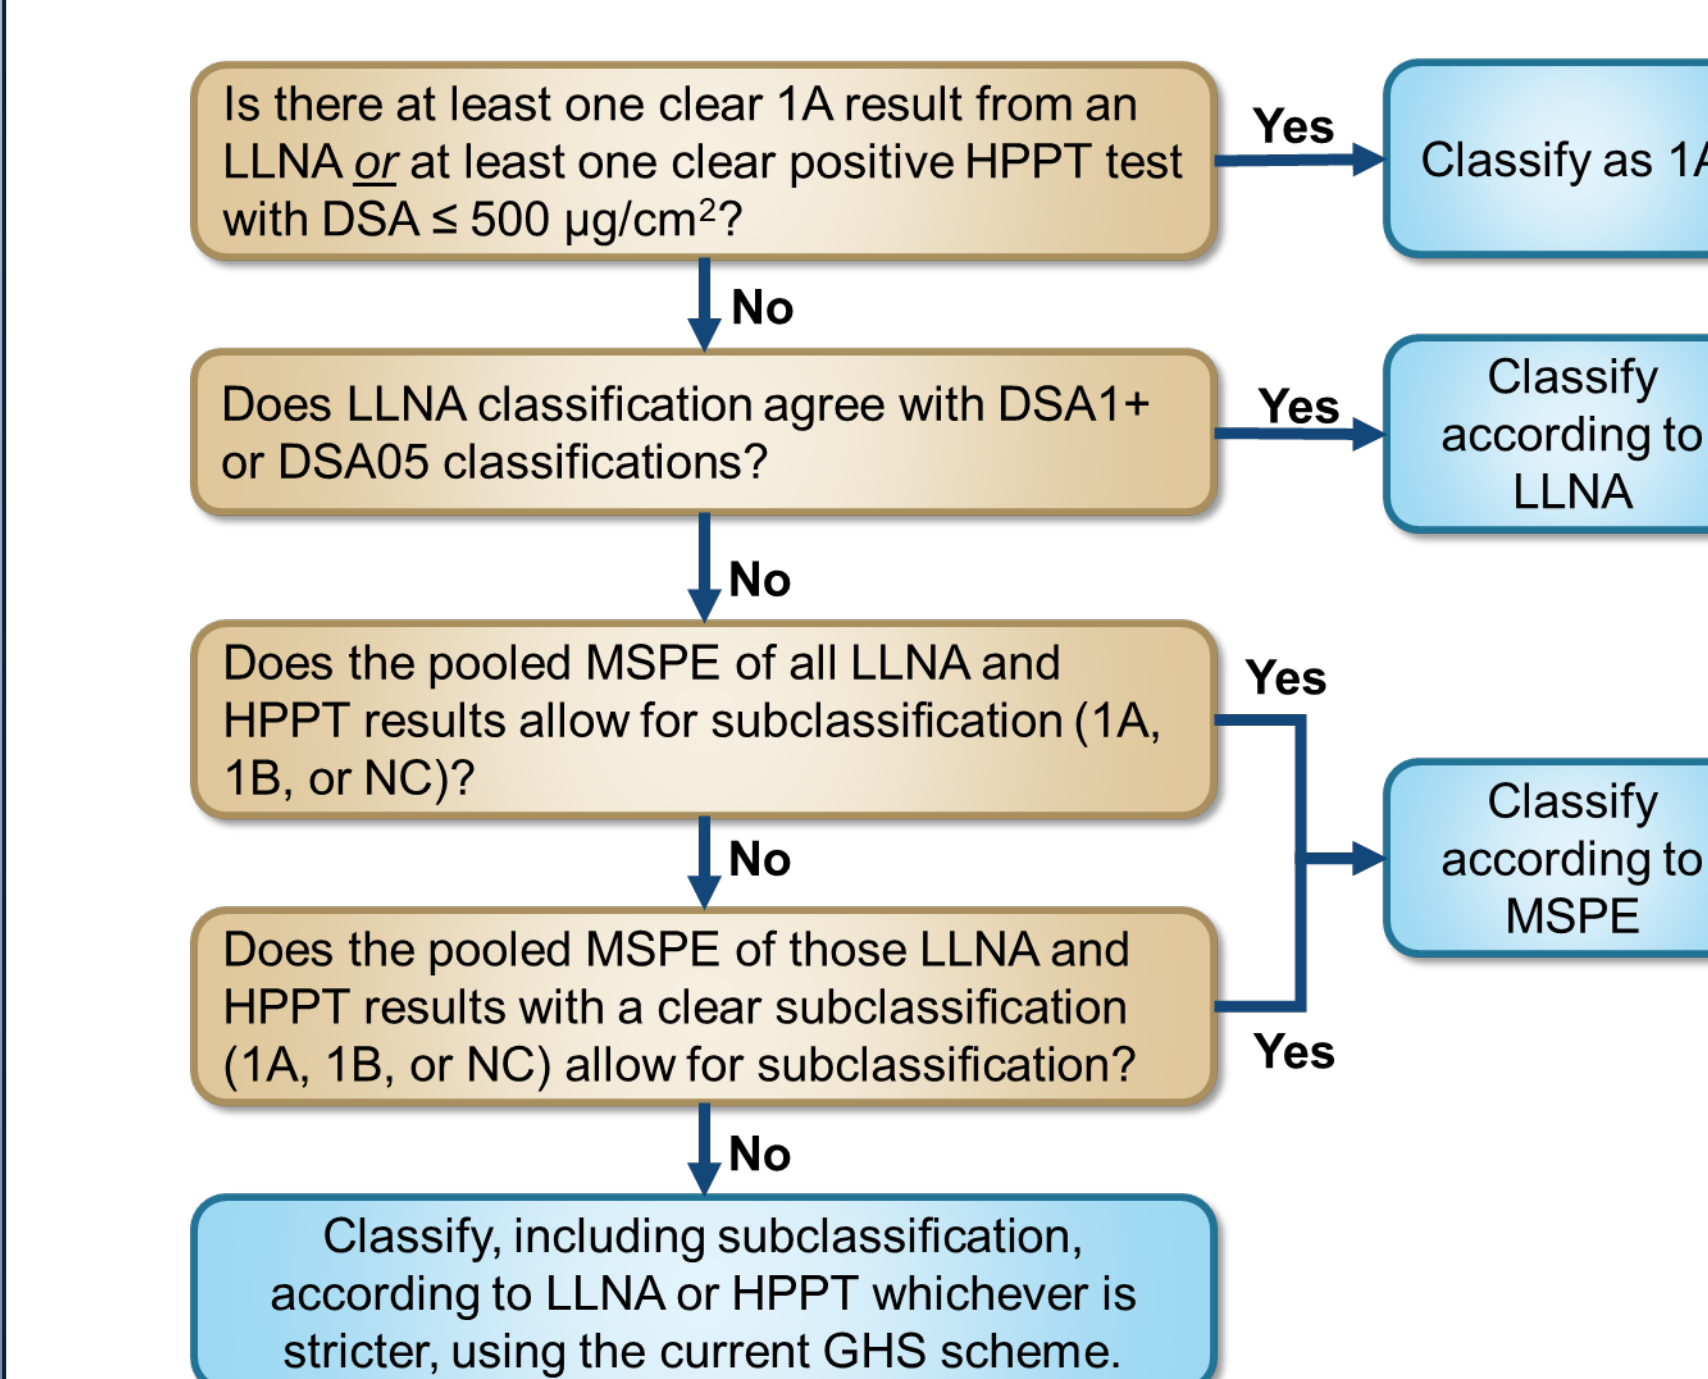 Is there at least one clear 1A result from an
LLNA or at least one clear positive HPPT test
with DSA ≤ 500 µg/cm²?
Yes
Classify as 1A
No
Does LLNA classification agree with DSA1+
or DSA05 classifications?
Yes
Classify
according to
LLNA
No
Does the pooled MSPE of all LLNA and
HPPT results allow for subclassification (1A,
1B, or NC)?
Yes
Classify
according to
MSPE
No
Does the pooled MSPE of those LLNA and
HPPT results with a clear subclassification
(1A, 1B, or NC) allow for subclassification?
Yes
No
Classify, including subclassification,
according to LLNA or HPPT whichever is
stricter, using the current GHS scheme.